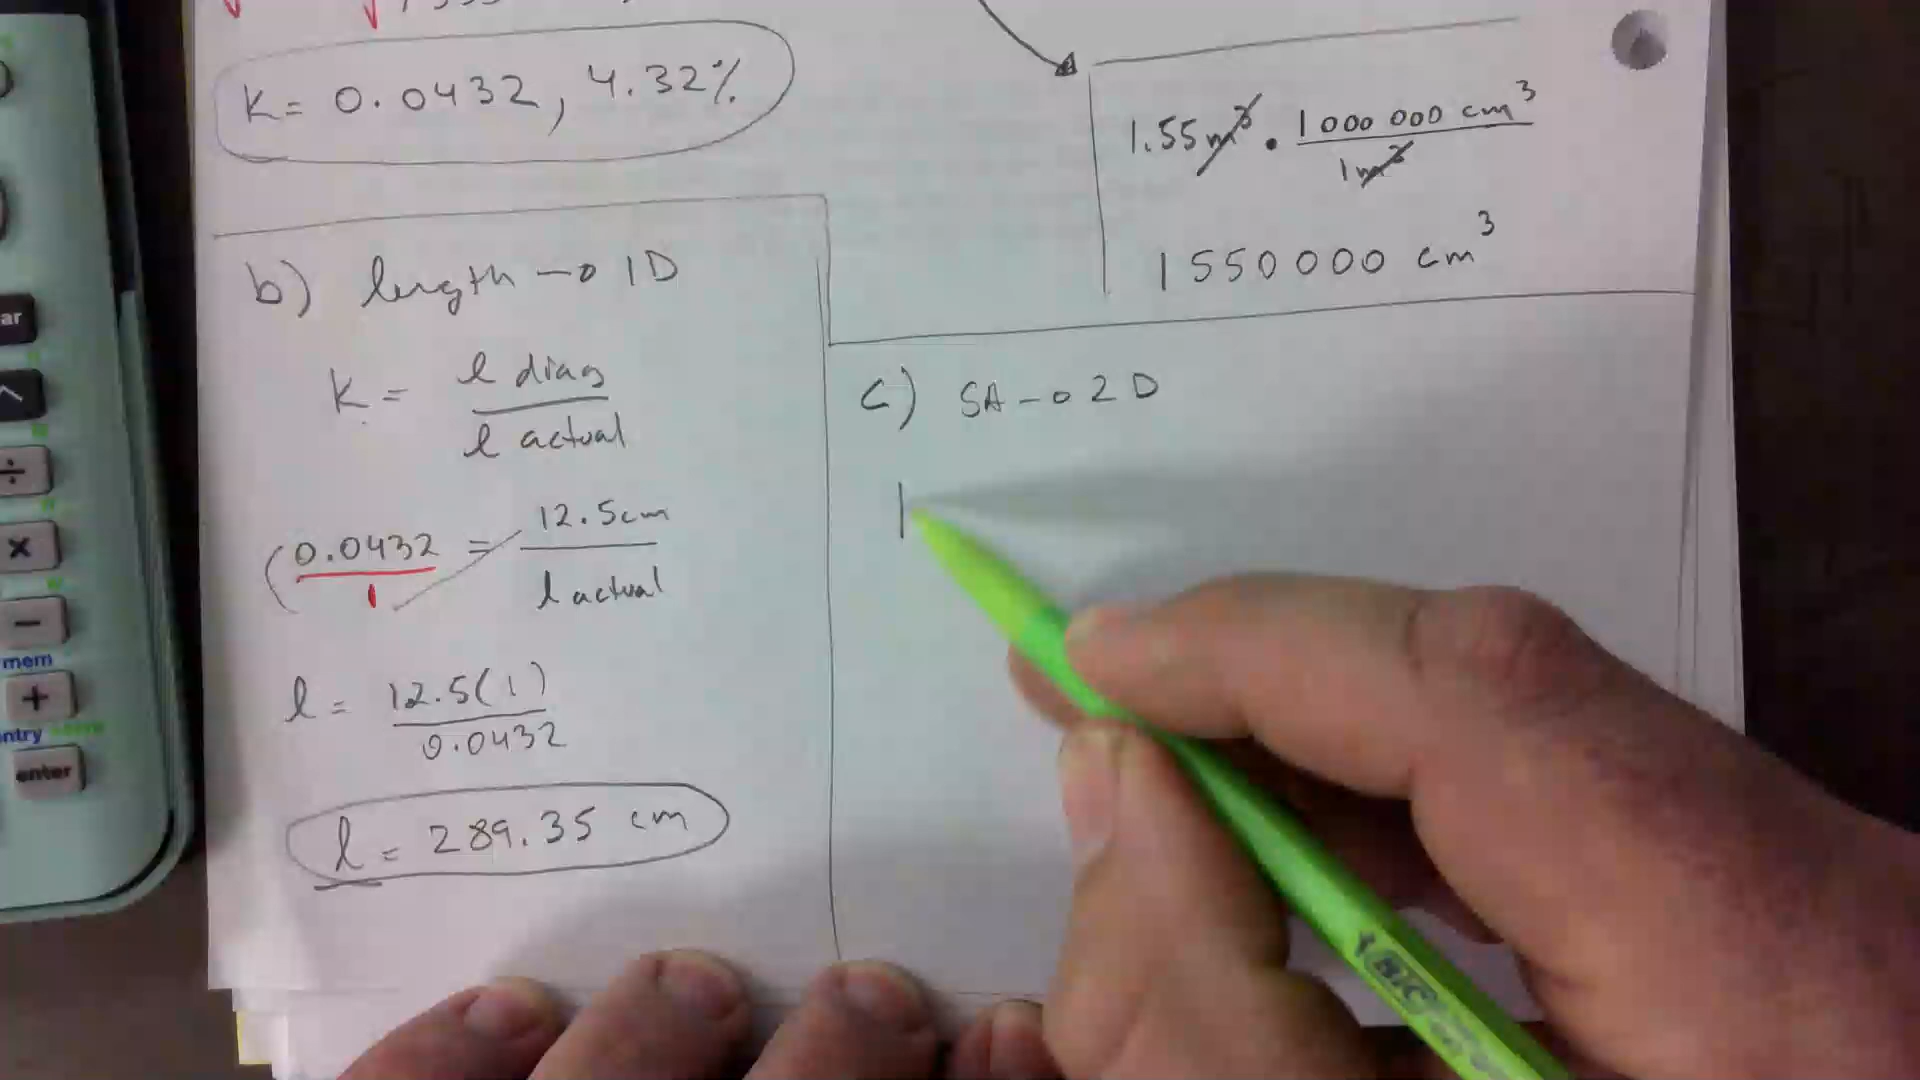 K = 0.0432, 4.32%
1.55 m³ · 1 000 000 cm³
1 m³
1 550 000 cm³
b) length → 1D
K = l diag
l actual
0.0432 = 12.5cm
1 l actual
l = 12.5(1)
0.0432
l = 289.35 cm
c) SA → 2D
ar
^
÷
×
−
mem
+
entry
enter
BIC